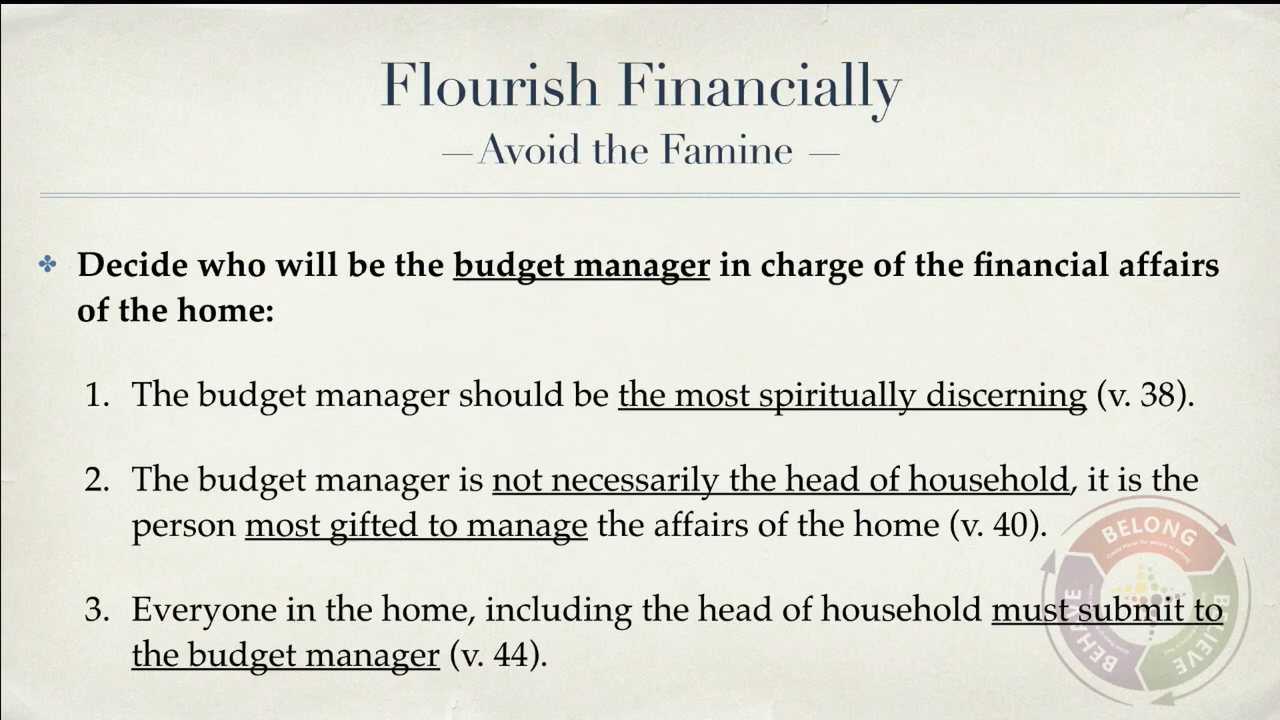 Flourish Financially
—Avoid the Famine —
Decide who will be the budget manager in charge of the financial affairs
of the home:
1. The budget manager should be the most spiritually discerning (v. 38).
2. The budget manager is not necessarily the head of household, it is the
person most gifted to manage the affairs of the home (v. 40).
3. Everyone in the home, including the head of household must submit to
the budget manager (v. 44).
BELONG
BELIEVE
BEHAVE